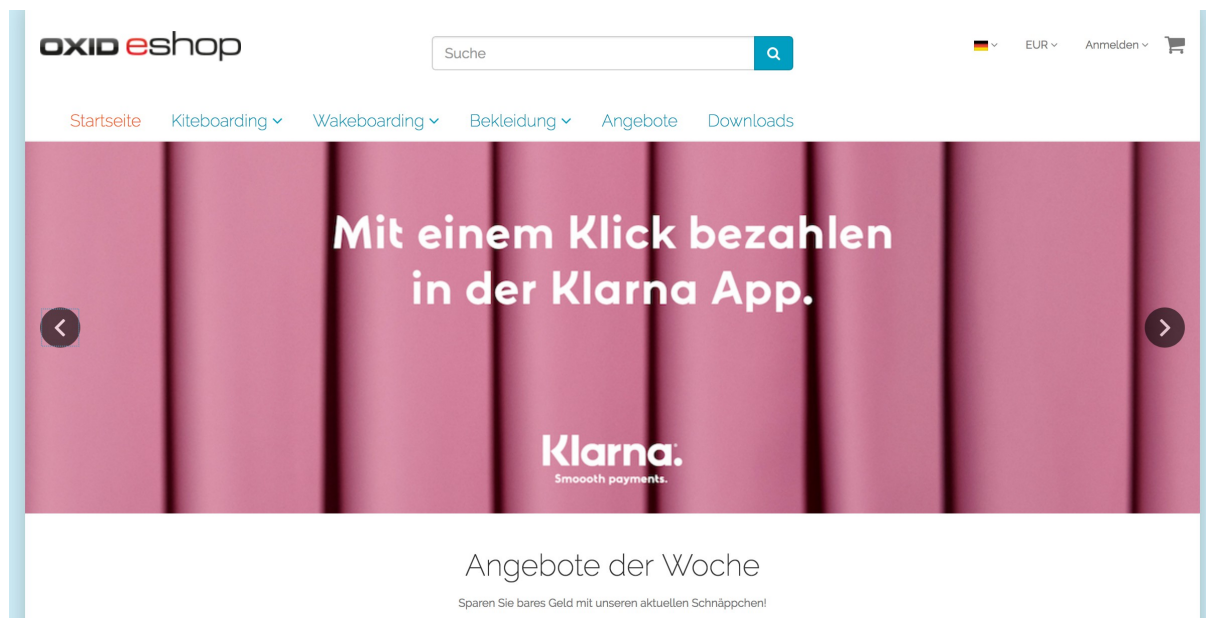 OXID eshop
Suche
EUR
Anmelden
Startseite Kiteboarding Wakeboarding Bekleidung Angebote Downloads
Mit einem Klick bezahlen
in der Klarna App.
Klarna.
Smoooth payments.
Angebote der Woche
Sparen Sie bares Geld mit unseren aktuellen Schnäppchen!